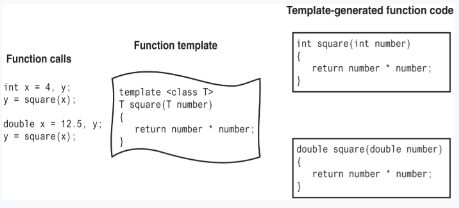 Template-generated function code
Function template
Function calls
int x = 4, y;
y = square(x);
double x = 12.5, y;
y = square(x);
template <class T>
T square(T number)
{
return number * number;
}
int square(int number)
{
return number * number;
}
double square(double number)
{
return number * number;
}